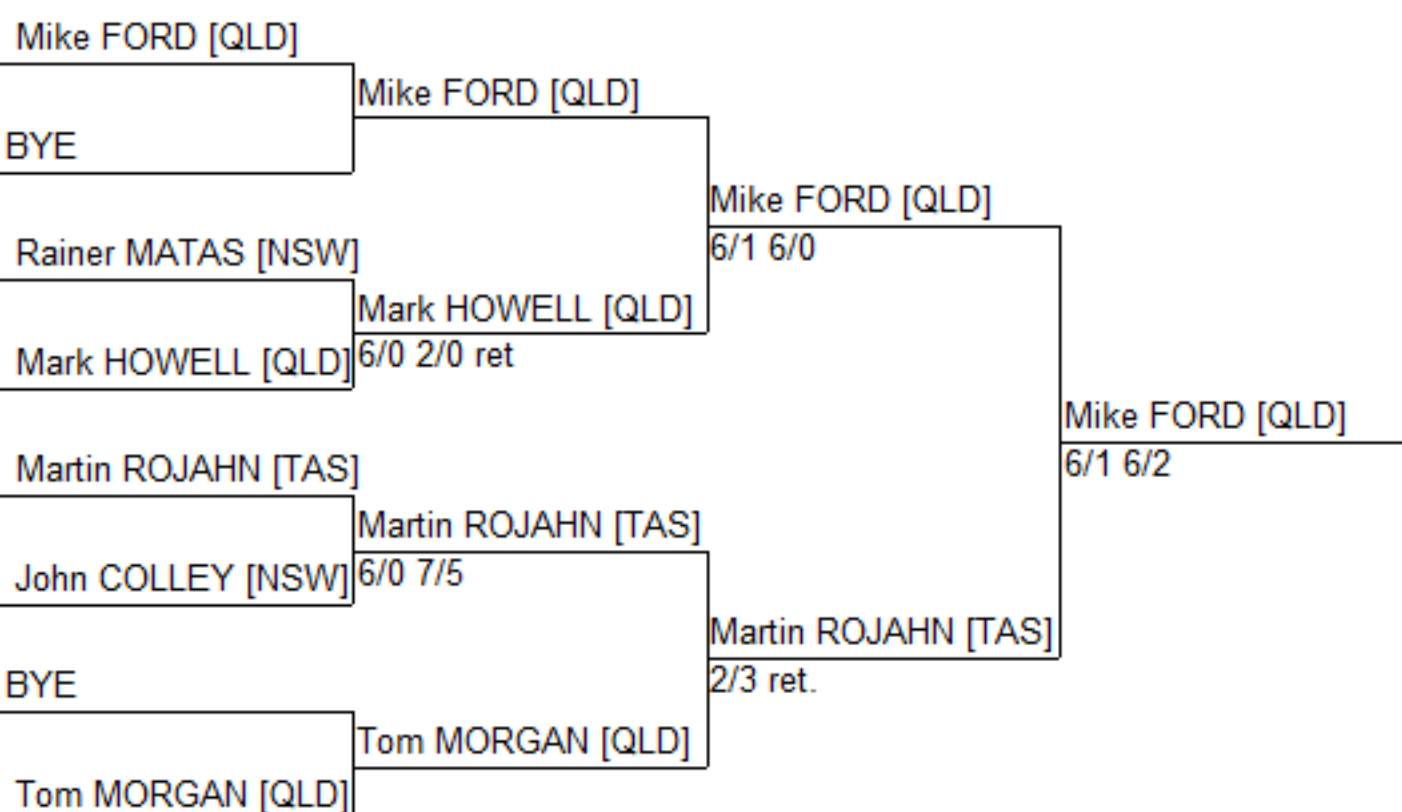 Mike FORD [QLD]
Mike FORD [QLD]
BYE
Mike FORD [QLD]
6/1 6/0
Rainer MATAS [NSW]
Mark HOWELL [QLD]
6/0 2/0 ret
Mark HOWELL [QLD]
Mike FORD [QLD]
6/1 6/2
Martin ROJAHN [TAS]
Martin ROJAHN [TAS]
6/0 7/5
John COLLEY [NSW]
Martin ROJAHN [TAS]
2/3 ret.
BYE
Tom MORGAN [QLD]
Tom MORGAN [QLD]